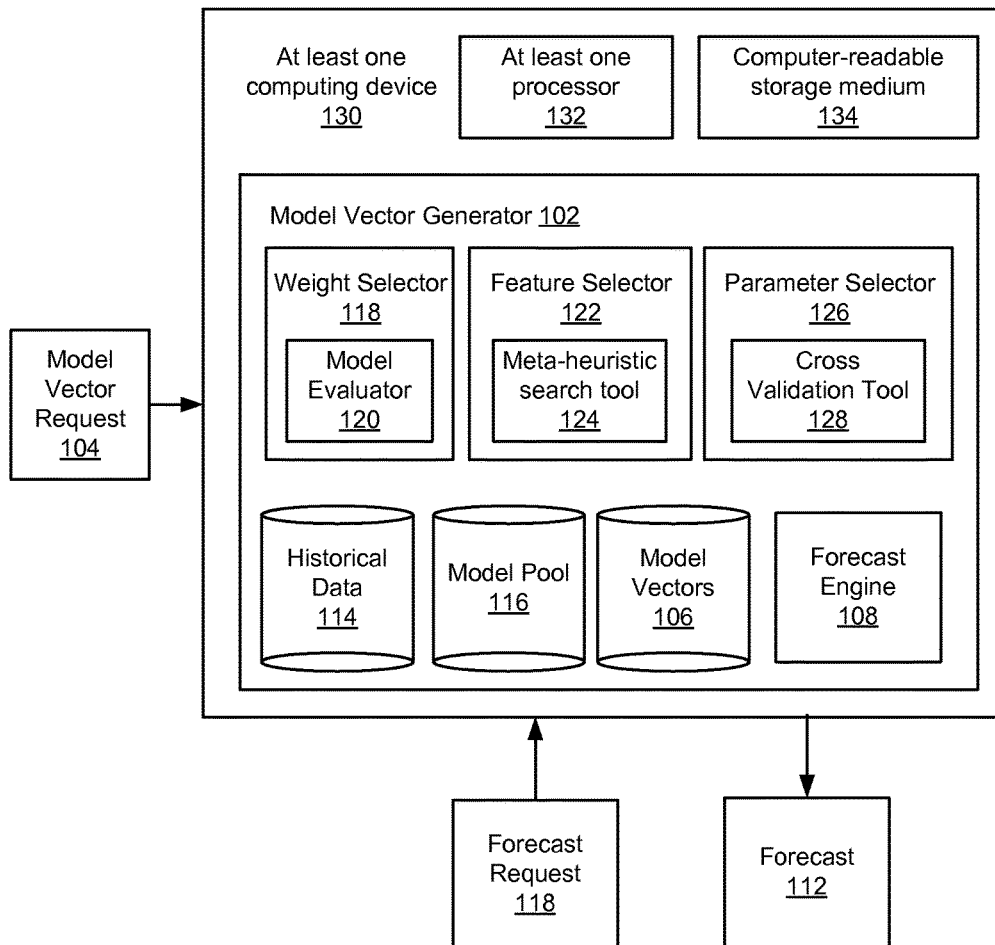 At least one
computing device
130
At least one
processor
132
Computer-readable
storage medium
134
Model Vector Generator 102
Weight Selector
118
Model
Evaluator
120
Feature Selector
122
Meta-heuristic
search tool
124
Parameter Selector
126
Cross
Validation Tool
128
Model
Vector
Request
104
Historical
Data
114
Model Pool
116
Model
Vectors
106
Forecast
Engine
108
Forecast
Request
118
Forecast
112